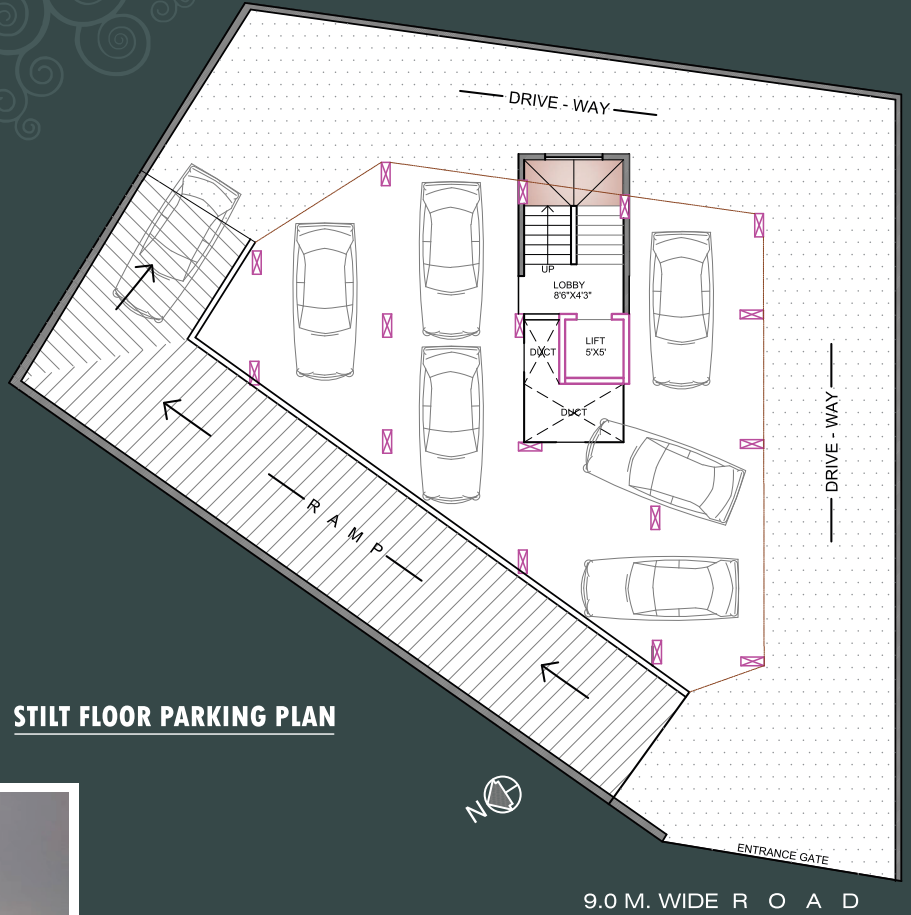 DRIVE - WAY
UP
LOBBY
8'6"X4'3"
LIFT
5'X5'
DUCT
DUCT
DRIVE - WAY
R A M P
STILT FLOOR PARKING PLAN
N
ENTRANCE GATE
9.0 M. WIDE R O A D